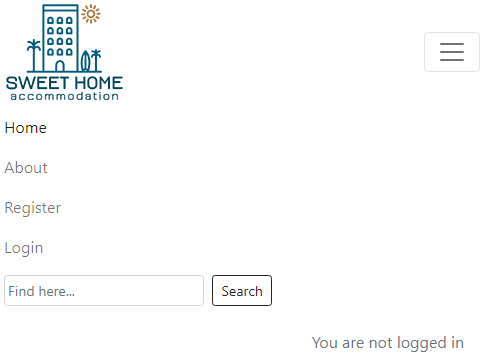 SWEET HOME
accommodation
Home
About
Register
Login
Find here...
Search
You are not logged in